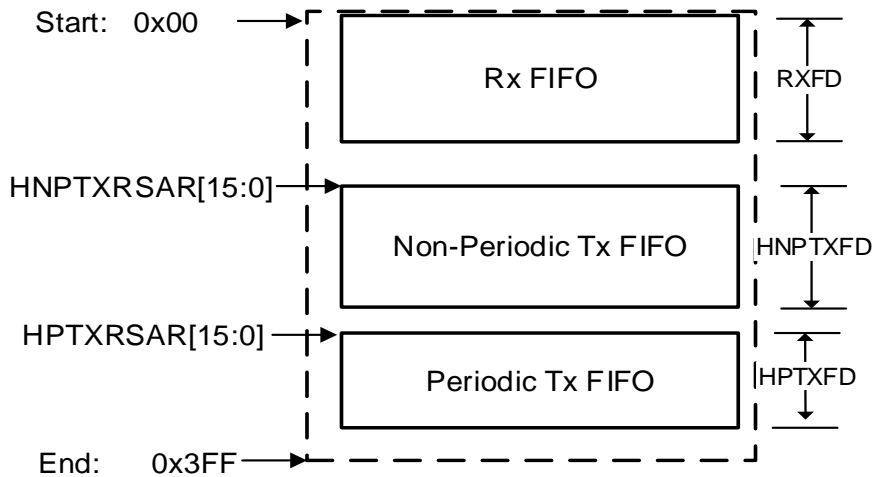 Start: 0x00
Rx FIFO
RXFD
HNPTXRSAR[15:0]
Non-Periodic Tx FIFO
HNPTXFD
HPTXRSAR[15:0]
Periodic Tx FIFO
HPTXFD
End: 0x3FF